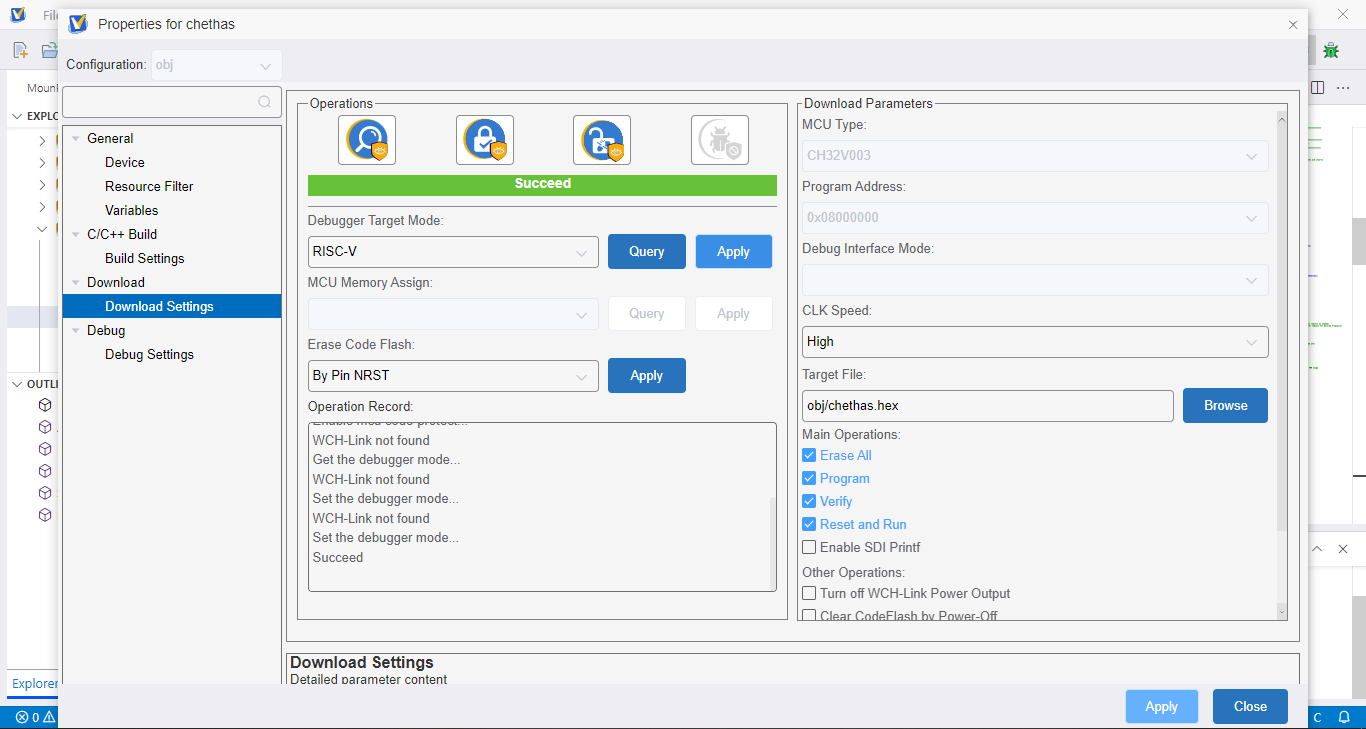 Properties for chethas
Configuration: obj
General
Device
Resource Filter
Variables
C/C++ Build
Build Settings
Download
Download Settings
Debug
Debug Settings
Operations
Succeed
Debugger Target Mode:
RISC-V
Query
Apply
MCU Memory Assign:
Query
Apply
Erase Code Flash:
By Pin NRST
Apply
Operation Record:
Enable mcu code protect...
WCH-Link not found
Get the debugger mode...
WCH-Link not found
Set the debugger mode...
WCH-Link not found
Set the debugger mode...
Succeed
Download Parameters
MCU Type:
CH32V003
Program Address:
0x08000000
Debug Interface Mode:
CLK Speed:
High
Target File:
obj/chethas.hex
Browse
Main Operations:
Erase All
Program
Verify
Reset and Run
Enable SDI Printf
Other Operations:
Turn off WCH-Link Power Output
Clear CodeFlash by Power-Off
Download Settings
Detailed parameter content
Apply
Close
Fil
Moun
EXPLO
OUTLI
Explorer
0
C